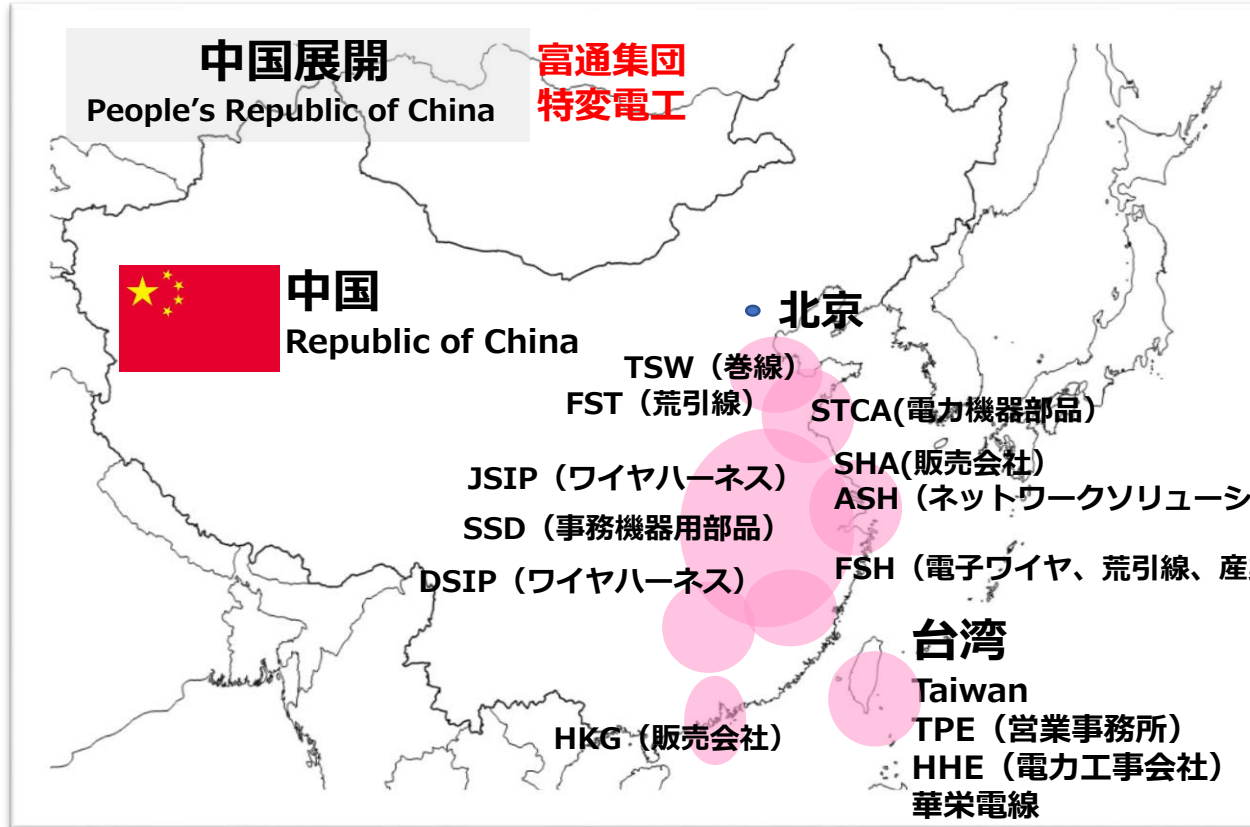 中国展開
People’s Republic of China
富通集団
特変電工
中国
Republic of China
北京
TSW（巻線）
FST（荒引線）
STCA(電力機器部品）
JSIP（ワイヤハーネス）
SHA(販売会社）
ASH（ネットワークソリューシ
SSD（事務機器用部品）
DSIP（ワイヤハーネス）
FSH（電子ワイヤ、荒引線、産
台湾
Taiwan
TPE（営業事務所）
HKG（販売会社）
HHE（電力工事会社）
華栄電線